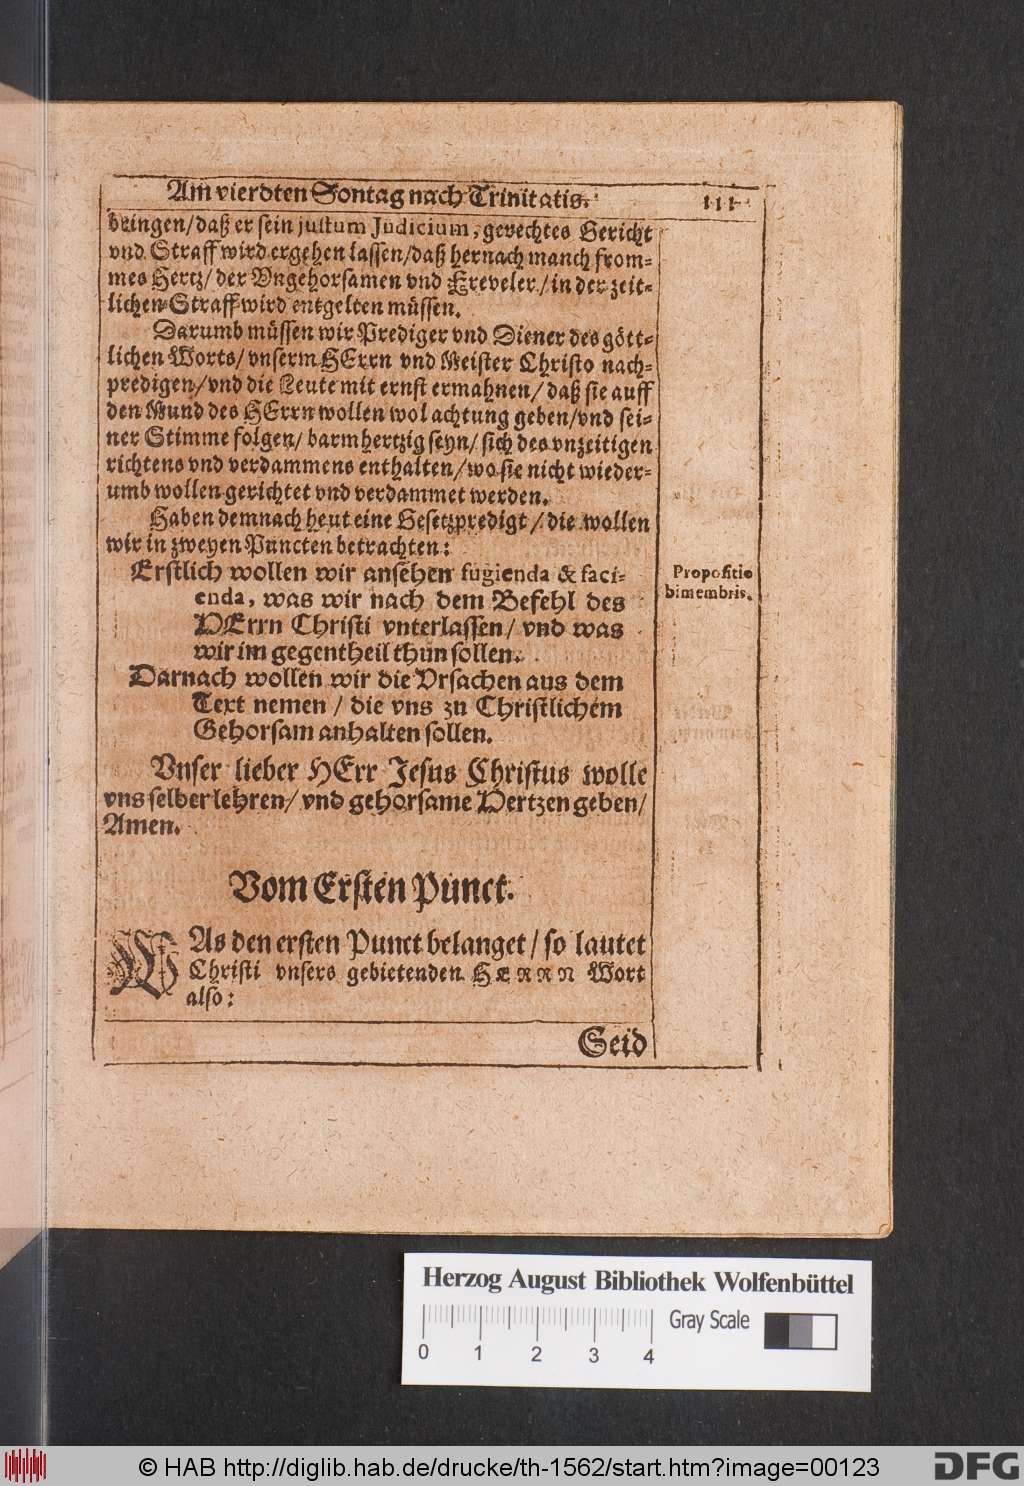 Am vierdten Sontag nach Trinitatis. 111
bringen/daß er sein justum Judicium, gerechtes Gericht
vnd Straff wird ergehen lassen/daß hernach manch from-
mes Hertz/ der Vngehorsamen vnd Freveler/ in der zeit-
lichen Straff wird entgelten müssen.
Darumb müssen wir Prediger vnd Diener des gött-
lichen Worts/ vnserm HErrn vnd Meister Christo nach-
predigen/vnd die Leute mit ernst ermahnen/ daß sie auff
den Mund des HErrn wollen wol achtung geben/vnd sei-
ner Stimme folgen/ barmhertzig seyn/ sich des vnzeitigen
richtens vnd verdammens enthalten/wo sie nicht wieder-
umb wollen gerichtet vnd verdammet werden.
Haben demnach heut eine Gesetzpredigt/die wollen
wir in zweyen Puncten betrachten:
Erstlich wollen wir ansehen fugienda & faci-
enda, was wir nach dem Befehl des
HErrn Christi vnterlassen/ vnd was
wir im gegentheil thun sollen.
Propositio
bimembris.
Darnach wollen wir die Vrsachen aus dem
Text nemen / die vns zu Christlichem
Gehorsam anhalten sollen.
Vnser lieber HErr Jesus Christus wolle
vns selber lehren/ vnd gehorsame Hertzen geben/
Amen.
Vom Ersten Punct.
WAs den ersten Punct belanget/ so lautet
Christi vnsers gebietenden HERRN Wort
also:
Seid
Herzog August Bibliothek Wolfenbüttel
Gray Scale
0 1 2 3 4
© HAB http://diglib.hab.de/drucke/th-1562/start.htm?image=00123
DFG